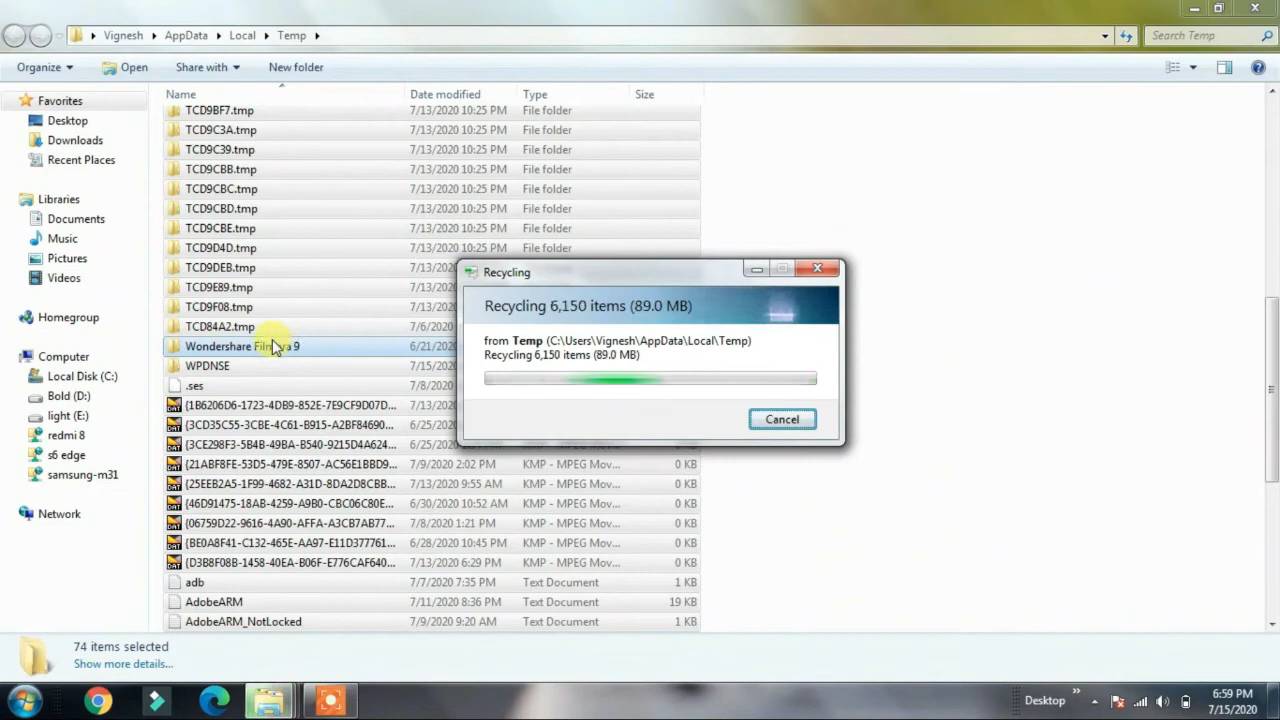 Vignesh AppData Local Temp Search Temp
Organize Open Share with New folder
Name Date modified Type Size
Favorites
Desktop
Downloads
Recent Places
Libraries
Documents
Music
Pictures
Videos
Homegroup
Computer
Local Disk (C:)
Bold (D:)
light (E:)
redmi 8
s6 edge
samsung-m31
Network
TCD9BF7.tmp 7/13/2020 10:25 PM File folder
TCD9C3A.tmp 7/13/2020 10:25 PM File folder
TCD9C39.tmp 7/13/2020 10:25 PM File folder
TCD9CBB.tmp 7/13/2020 10:25 PM File folder
TCD9CBC.tmp 7/13/2020 10:25 PM File folder
TCD9CBD.tmp 7/13/2020 10:25 PM File folder
TCD9CBE.tmp 7/13/2020 10:25 PM File folder
TCD9D4D.tmp 7/13/2020 10:25 PM File folder
TCD9DEB.tmp 7/13/2020
TCD9E89.tmp 7/13/2020
TCD9F08.tmp 7/13/2020
TCD84A2.tmp 7/6/2020
Wondershare Filmora 9 6/21/2020
WPDNSE 7/15/2020
.ses 7/8/2020
{1B6206D6-1723-4DB9-852E-7E9CF9D07D... 7/13/2020
{3CD35C55-3CBE-4C61-B915-A2BF84690... 6/25/2020
{3CE298F3-5B4B-49BA-B540-9215D4A624... 6/25/2020
{21ABF8FE-53D5-479E-8507-AC56E1BBD9... 7/9/2020 2:02 PM KMP - MPEG Mov... 0 KB
{25EEB2A5-1F99-4682-A31D-8DA2D8CBB... 7/13/2020 9:55 AM KMP - MPEG Mov... 0 KB
{46D91475-18AB-4259-A9B0-CBC06C80E... 6/30/2020 10:52 AM KMP - MPEG Mov... 0 KB
{06759D22-9616-4A90-AFFA-A3CB7AB77... 7/8/2020 1:21 PM KMP - MPEG Mov... 0 KB
{BE0A8F41-C132-465E-AA97-E11D377761... 6/28/2020 10:45 PM KMP - MPEG Mov... 0 KB
{D3B8F08B-1458-40EA-B06F-E776CAF640... 7/13/2020 6:29 PM KMP - MPEG Mov... 0 KB
adb 7/7/2020 7:35 PM Text Document 1 KB
AdobeARM 7/11/2020 8:36 PM Text Document 19 KB
AdobeARM_NotLocked 7/9/2020 9:20 AM Text Document 1 KB
Recycling
Recycling 6,150 items (89.0 MB)
from Temp (C:\Users\Vignesh\AppData\Local\Temp)
Recycling 6,150 items (89.0 MB)
Cancel
74 items selected
Show more details...
Desktop
6:59 PM
7/15/2020